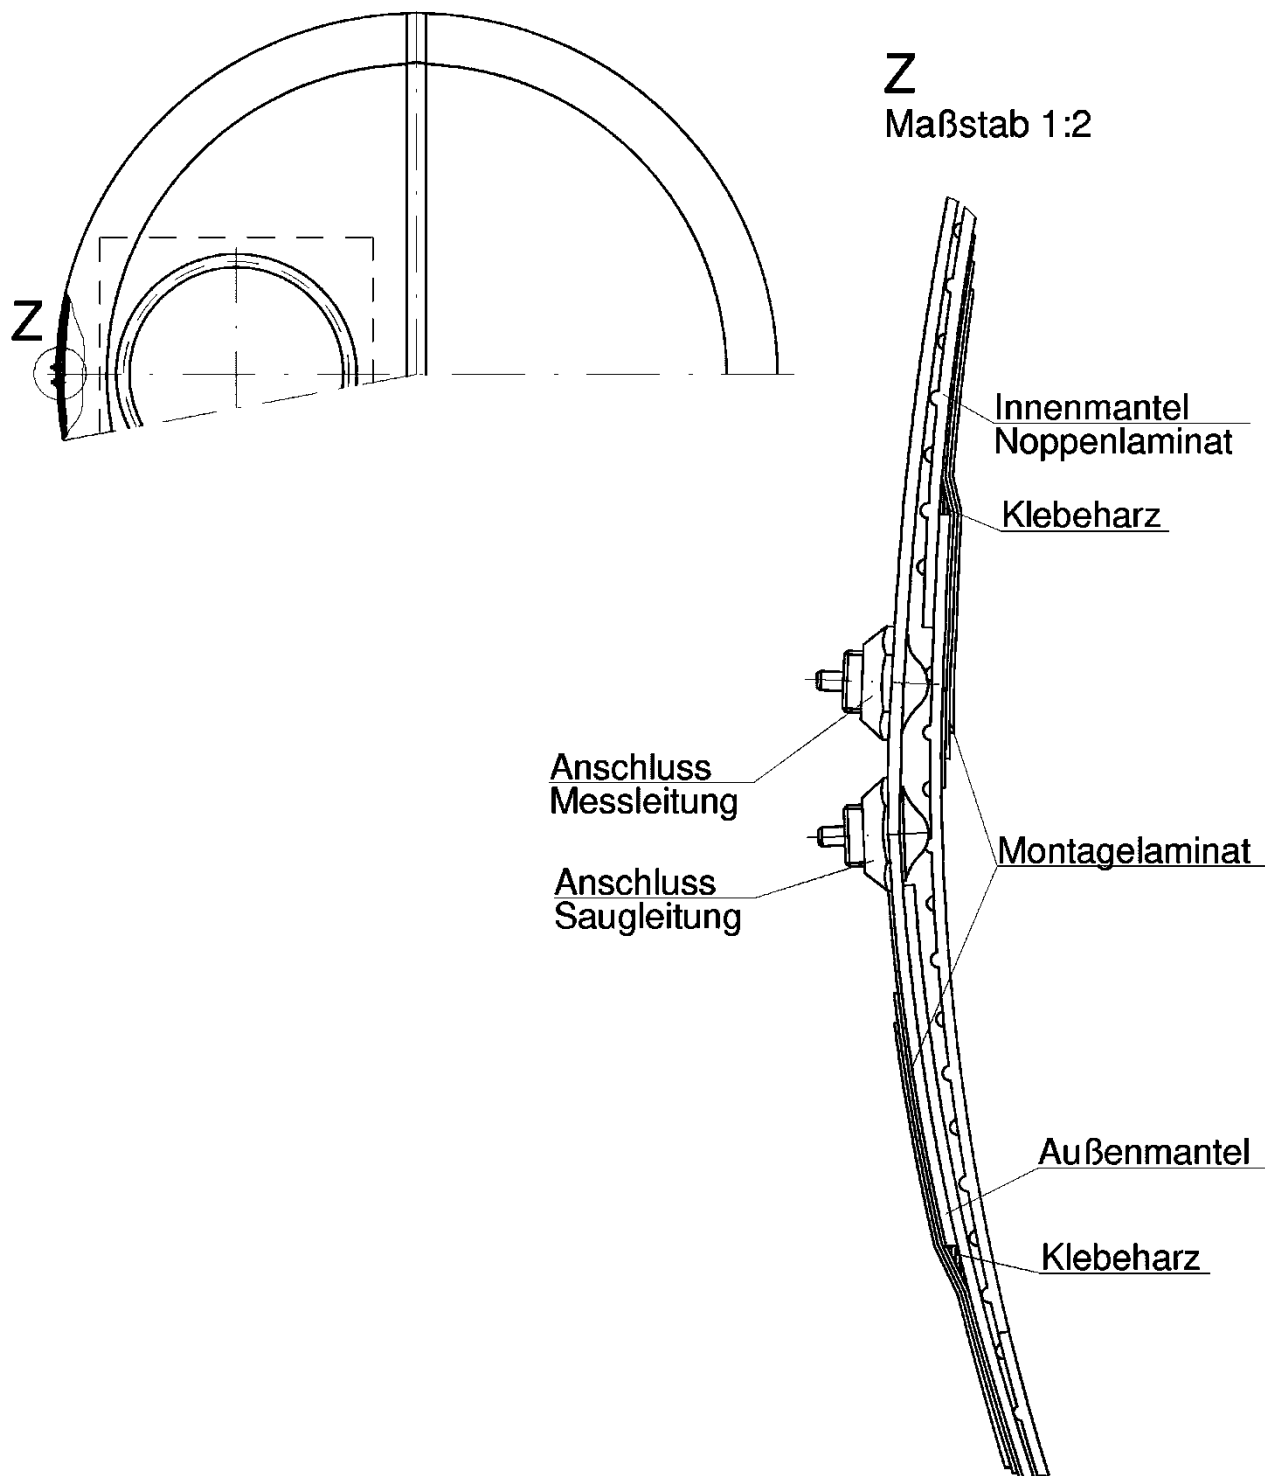 Z
Maßstab 1:2
Z
Innenmantel
Noppenlaminat
Klebeharz
Anschluss
Messleitung
Montagelaminat
Anschluss
Saugleitung
Außenmantel
Klebeharz